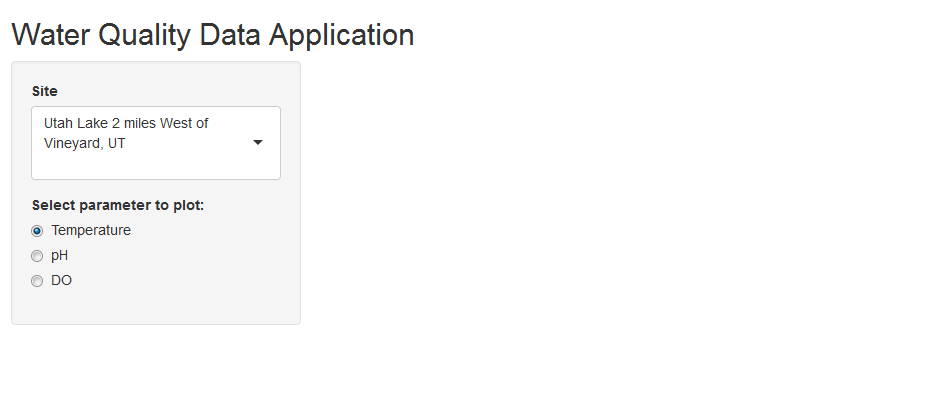 Water Quality Data Application
Site
Utah Lake 2 miles West of
Vineyard, UT
Select parameter to plot:
Temperature
pH
DO